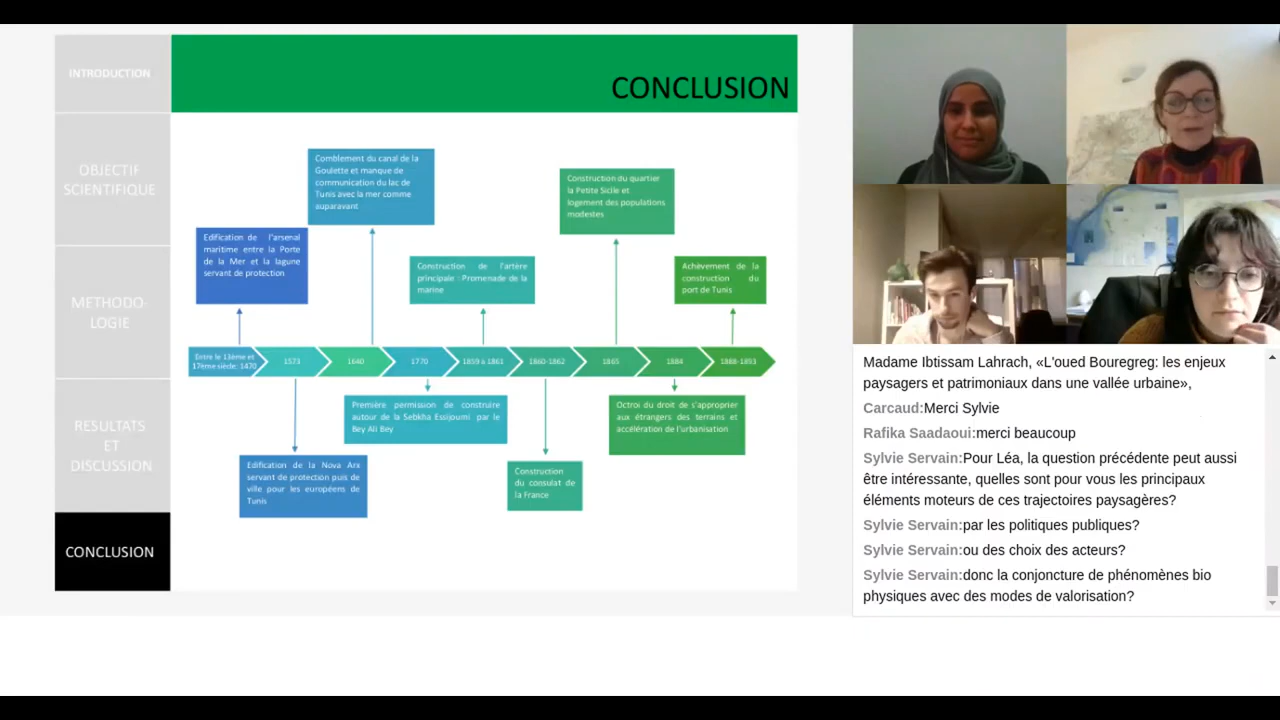 INTRODUCTION
OBJECTIF
SCIENTIFIQUE
METHODO-
LOGIE
RESULTATS
ET
DISCUSSION
CONCLUSION
CONCLUSION
Comblement du canal de la
Goulette et manque de
communication du lac de
Tunis avec la mer comme
auparavant
Construction du quartier
la Petite Sicile et
logement des populations
modestes
Edification de l'arsenal
maritime entre la Porte
de la Mer et la lagune
servant de protection
Construction de l'artère
principale : Promenade de la
marine
Achèvement de la
construction du
port de Tunis
Entre le 13ème et
17ème siècle: 1470
1573
1640
1770
1859 à 1861
1860-1862
1865
1884
1888-1893
Première permission de construire
autour de la Sebkha Essijoumi par le
Bey Ali Bey
Octroi du droit de s'approprier
aux étrangers des terrains et
accélération de l'urbanisation
Edification de la Nova Arx
servant de protection puis de
ville pour les européens de
Tunis
Construction
du consulat de
la France
Madame Ibtissam Lahrach, «L'oued Bouregreg: les enjeux
paysagers et patrimoniaux dans une vallée urbaine»,
Carcaud:Merci Sylvie
Rafika Saadaoui:merci beaucoup
Sylvie Servain:Pour Léa, la question précédente peut aussi
être intéressante, quelles sont pour vous les principaux
éléments moteurs de ces trajectoires paysagères?
Sylvie Servain:par les politiques publiques?
Sylvie Servain:ou des choix des acteurs?
Sylvie Servain:donc la conjoncture de phénomènes bio
physiques avec des modes de valorisation?